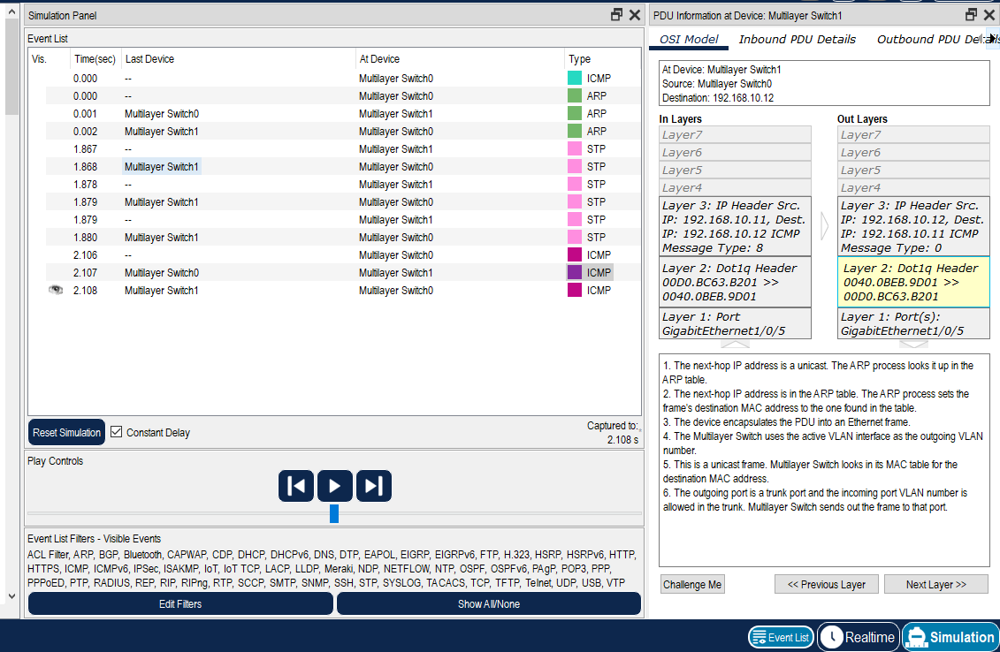 Simulation Panel
Event List
Vis. Time(sec) Last Device At Device Type
0.000 -- Multilayer Switch0 ICMP
0.000 -- Multilayer Switch0 ARP
0.001 Multilayer Switch0 Multilayer Switch1 ARP
0.002 Multilayer Switch1 Multilayer Switch0 ARP
1.867 -- Multilayer Switch1 STP
1.868 Multilayer Switch1 Multilayer Switch0 STP
1.878 -- Multilayer Switch1 STP
1.879 Multilayer Switch1 Multilayer Switch0 STP
1.879 -- Multilayer Switch1 STP
1.880 Multilayer Switch1 Multilayer Switch0 STP
2.106 -- Multilayer Switch0 ICMP
2.107 Multilayer Switch0 Multilayer Switch1 ICMP
2.108 Multilayer Switch1 Multilayer Switch0 ICMP
Reset Simulation Constant Delay
Captured to:
2.108 s
Play Controls
Event List Filters - Visible Events
ACL Filter, ARP, BGP, Bluetooth, CAPWAP, CDP, DHCP, DHCPv6, DNS, DTP, EAPOL, EIGRP, EIGRPv6, FTP, H.323, HSRP, HSRPv6, HTTP,
HTTPS, ICMP, ICMPv6, IPSec, ISAKMP, IoT, IoT TCP, LACP, LLDP, Meraki, NDP, NETFLOW, NTP, OSPF, OSPFv6, PAgP, POP3, PPP,
PPPoED, PTP, RADIUS, REP, RIP, RIPng, RTP, SCCP, SMTP, SNMP, SSH, STP, SYSLOG, TACACS, TCP, TFTP, Telnet, UDP, USB, VTP
Edit Filters Show All/None
PDU Information at Device: Multilayer Switch1
OSI Model Inbound PDU Details Outbound PDU Details
At Device: Multilayer Switch1
Source: Multilayer Switch0
Destination: 192.168.10.12
In Layers
Layer7
Layer6
Layer5
Layer4
Layer 3: IP Header Src.
IP: 192.168.10.11, Dest.
IP: 192.168.10.12 ICMP
Message Type: 8
Layer 2: Dot1q Header
00D0.BC63.B201 >>
0040.0BEB.9D01
Layer 1: Port
GigabitEthernet1/0/5
Out Layers
Layer7
Layer6
Layer5
Layer4
Layer 3: IP Header Src.
IP: 192.168.10.12, Dest.
IP: 192.168.10.11 ICMP
Message Type: 0
Layer 2: Dot1q Header
0040.0BEB.9D01 >>
00D0.BC63.B201
Layer 1: Port(s):
GigabitEthernet1/0/5
1. The next-hop IP address is a unicast. The ARP process looks it up in the
ARP table.
2. The next-hop IP address is in the ARP table. The ARP process sets the
frame's destination MAC address to the one found in the table.
3. The device encapsulates the PDU into an Ethernet frame.
4. The Multilayer Switch uses the active VLAN interface as the outgoing VLAN
number.
5. This is a unicast frame. Multilayer Switch looks in its MAC table for the
destination MAC address.
6. The outgoing port is a trunk port and the incoming port VLAN number is
allowed in the trunk. Multilayer Switch sends out the frame to that port.
Challenge Me << Previous Layer Next Layer >>
Event List Realtime Simulation